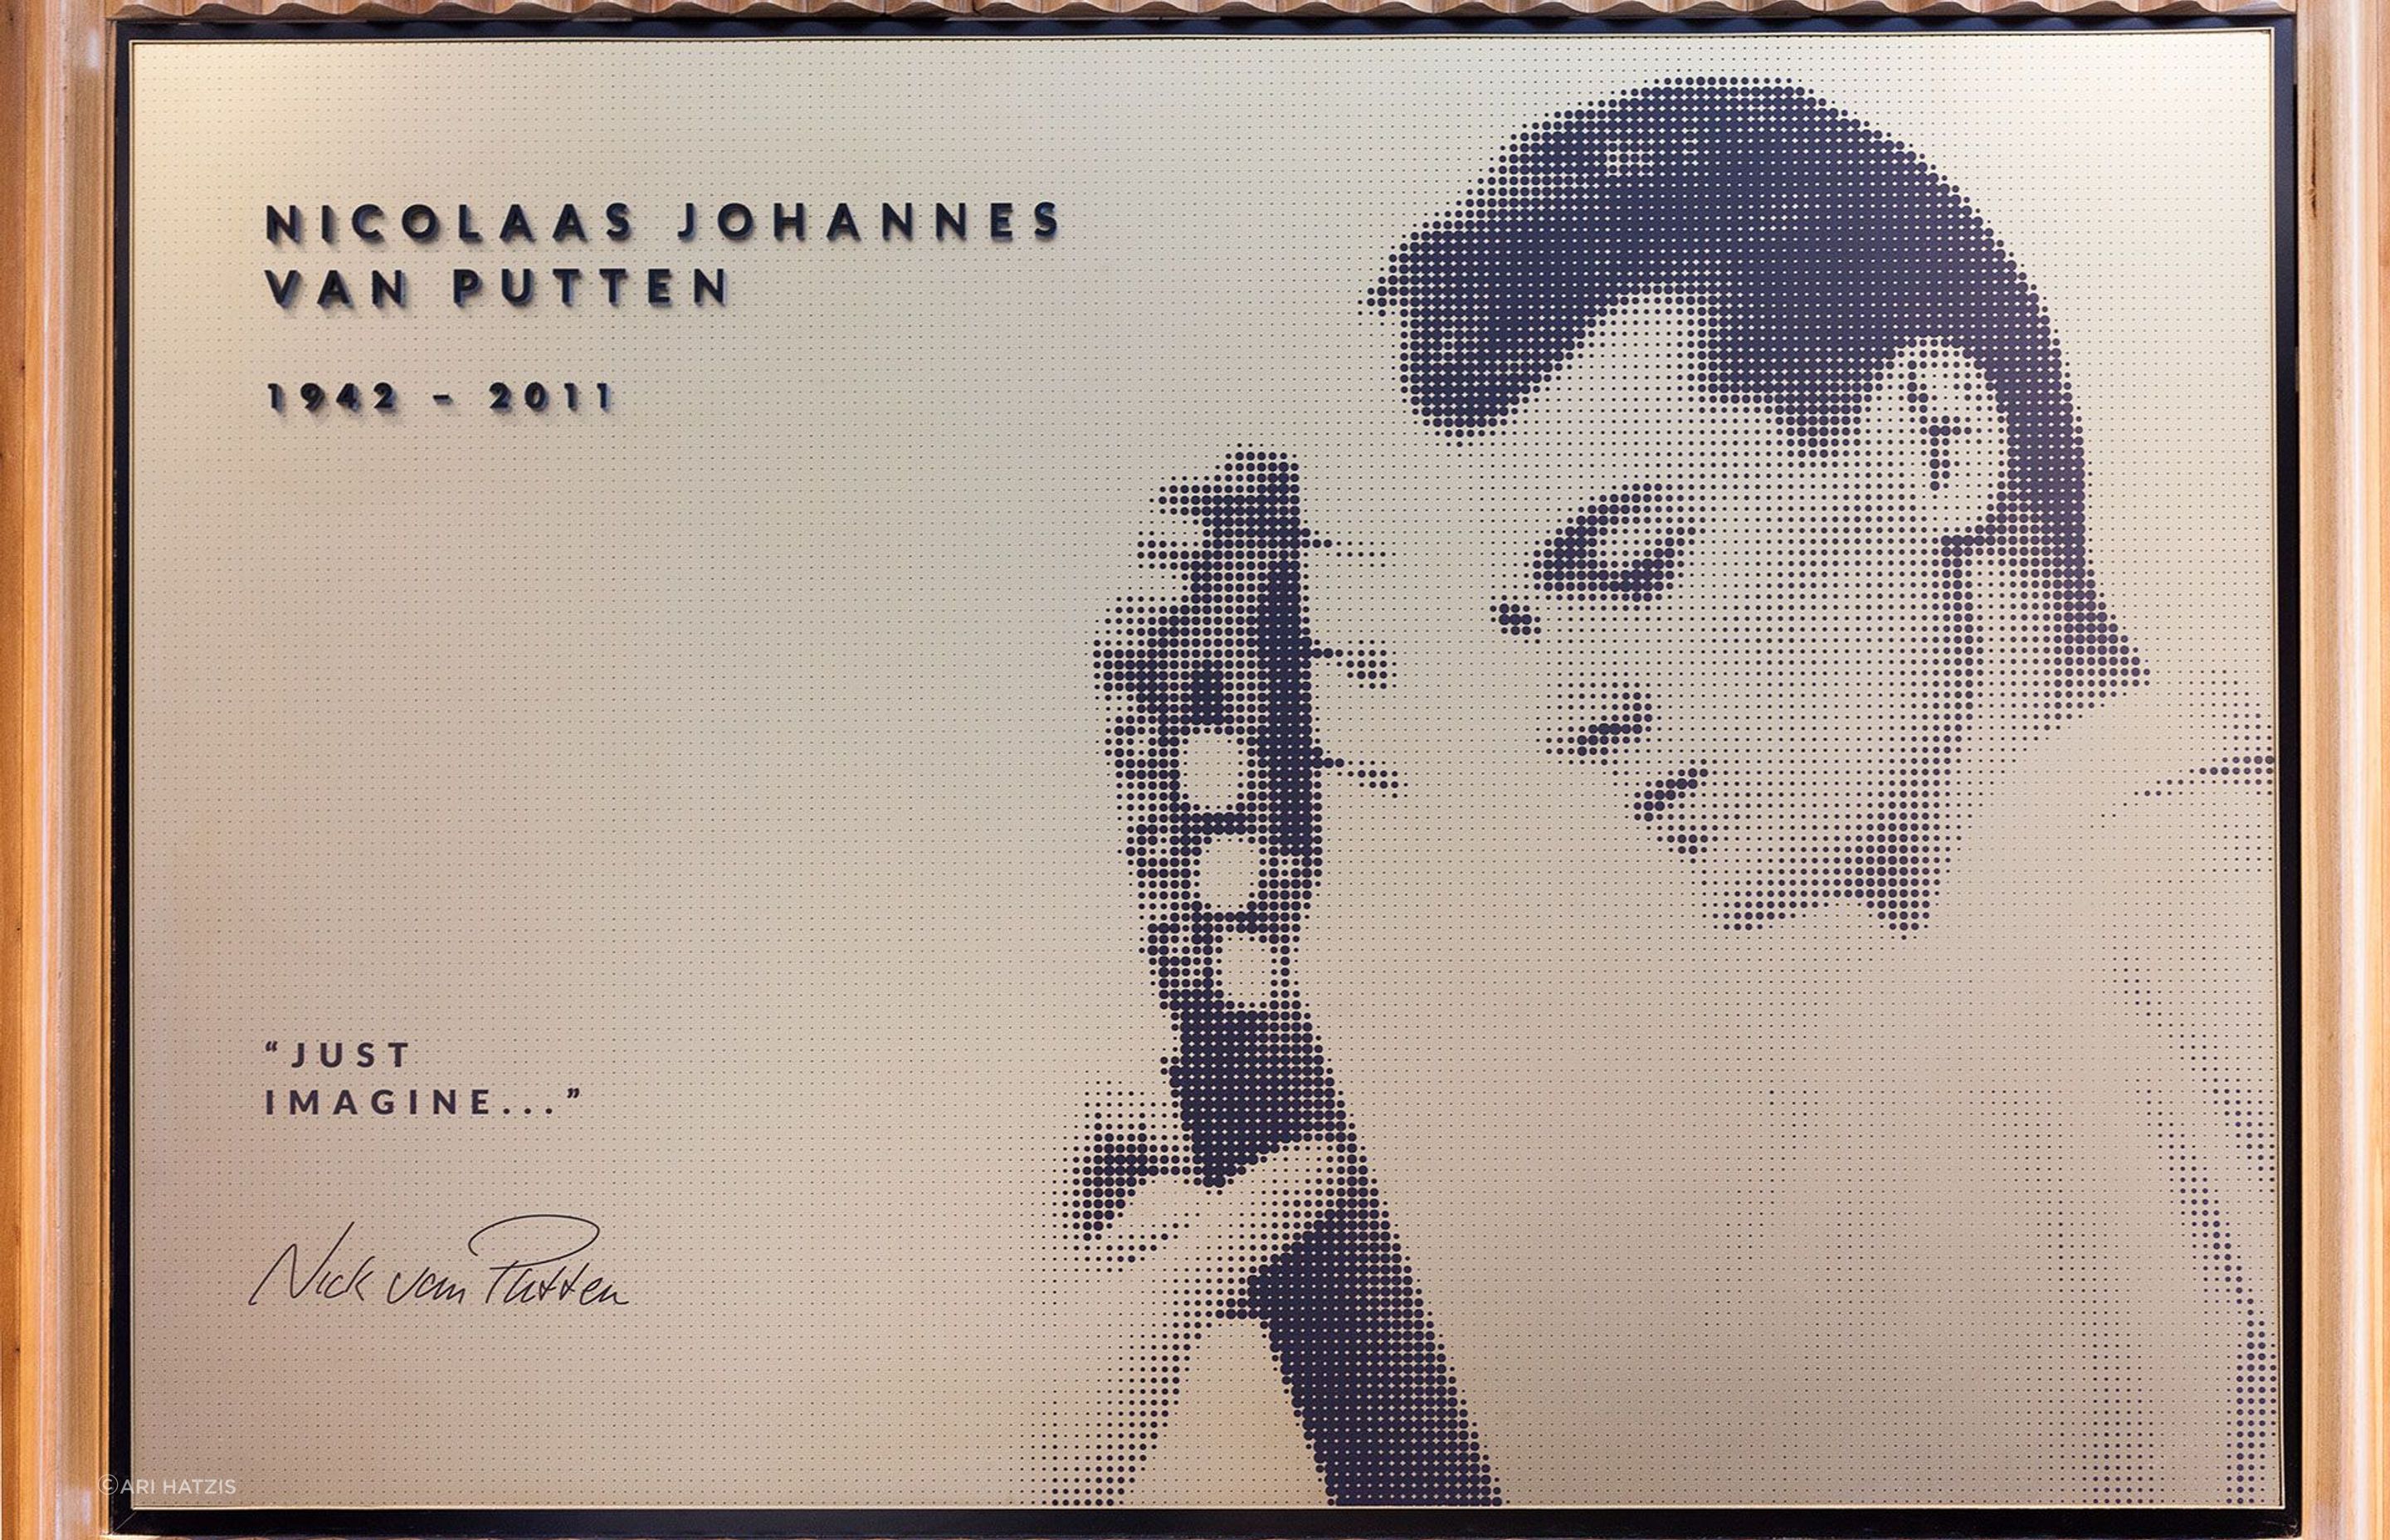 NICOLAAS JOHANNES
VAN PUTTEN
1942 - 2011
“JUST
IMAGINE...”
Nick van Putten
©ARI HATZIS